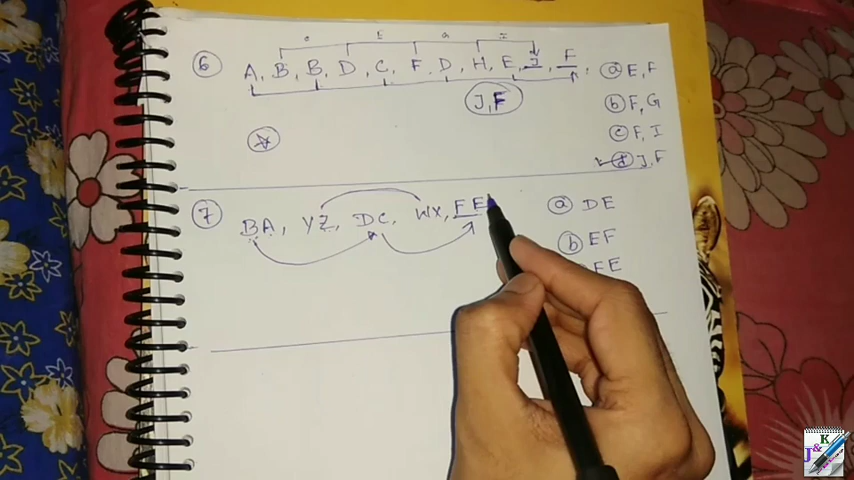 C E G I
6 A, B, B, D, C, F, D, H, E, J, F, a E, F
J, F b F, G
c F, I
d J, F
7 BA, YZ, DC, WX, FE a DE
b EF
FE
J&K